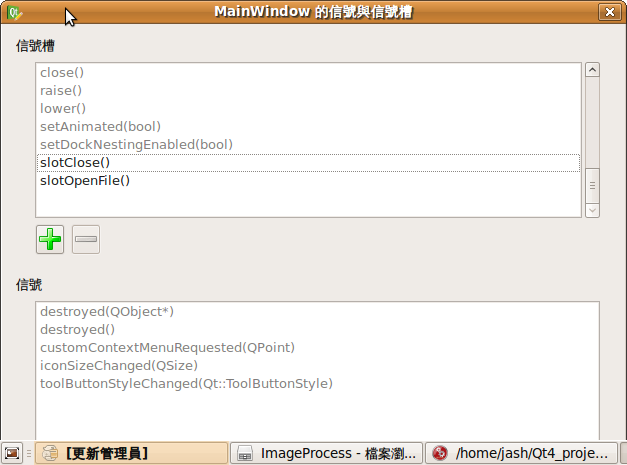 MainWindow 的信號與信號槽
信號槽
close()
raise()
lower()
setAnimated(bool)
setDockNestingEnabled(bool)
slotClose()
slotOpenFile()
信號
destroyed(QObject*)
destroyed()
customContextMenuRequested(QPoint)
iconSizeChanged(QSize)
toolButtonStyleChanged(Qt::ToolButtonStyle)
[更新管理員] ImageProcess - 檔案瀏... /home/jash/Qt4_proje...